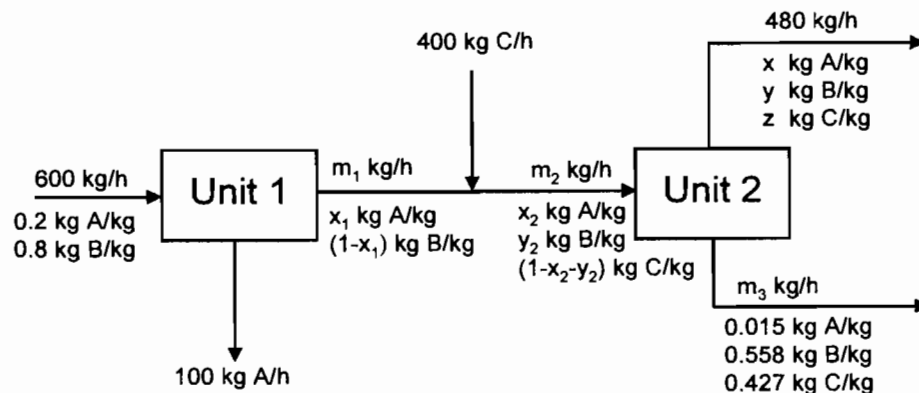 400 kg C/h
480 kg/h
x kg A/kg
y kg B/kg
z kg C/kg
600 kg/h
0.2 kg A/kg
0.8 kg B/kg
Unit 1
m₁ kg/h
x₁ kg A/kg
(1-x₁) kg B/kg
m₂ kg/h
x₂ kg A/kg
y₂ kg B/kg
(1-x₂-y₂) kg C/kg
Unit 2
m₃ kg/h
0.015 kg A/kg
0.558 kg B/kg
0.427 kg C/kg
100 kg A/h